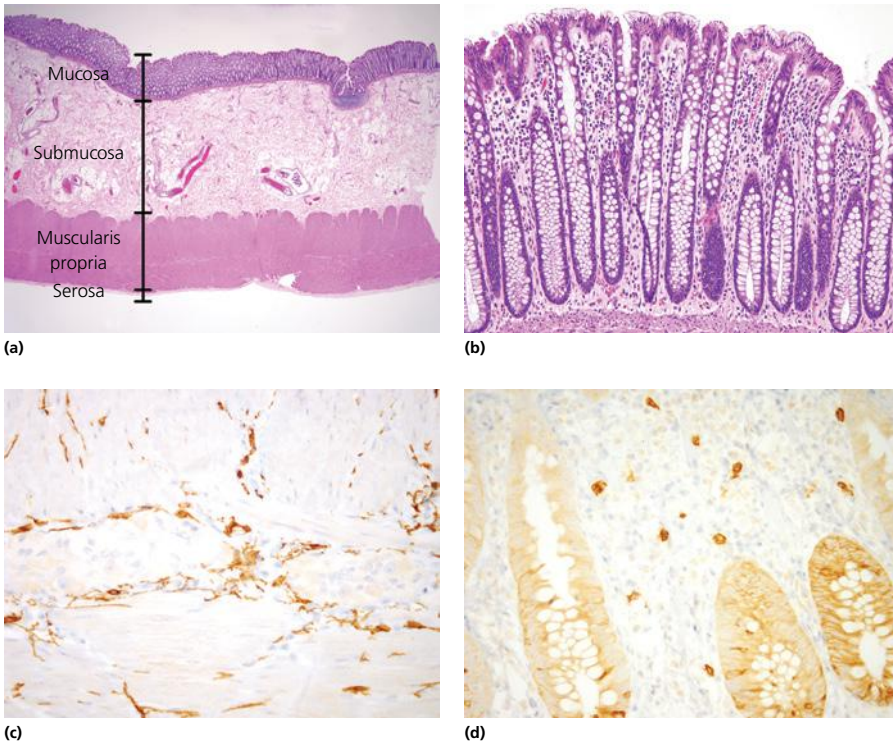 Mucosa
Submucosa
Muscularis
propria
Serosa
(a)
(b)
(c)
(d)